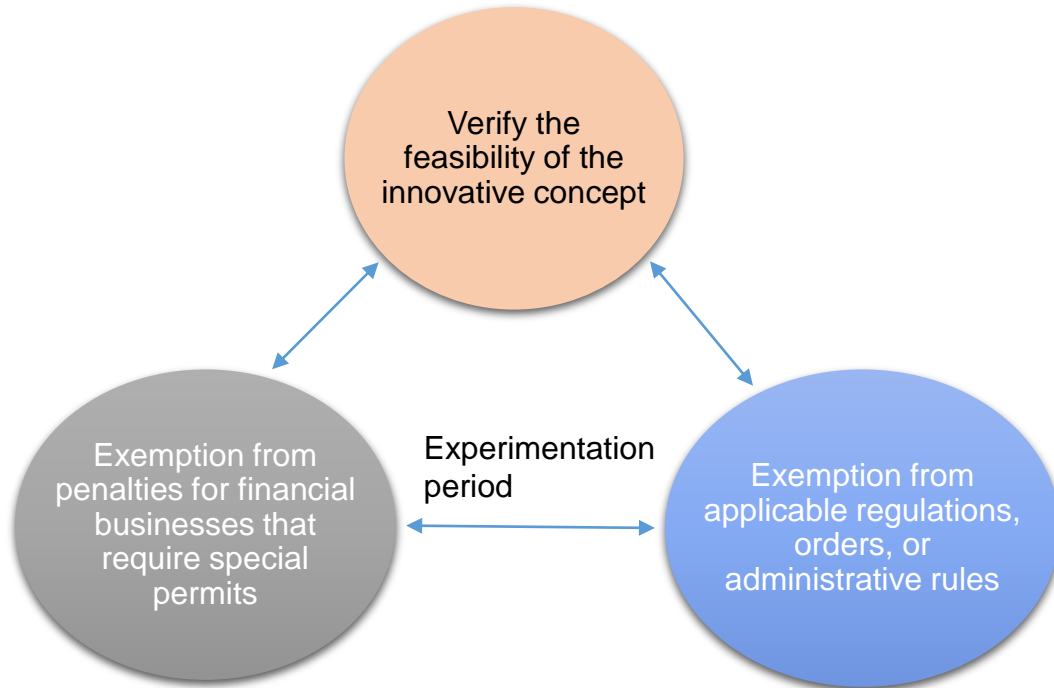 Verify the
feasibility of the
innovative concept
Experimentation
period
Exemption from
penalties for financial
businesses that
require special
permits
Exemption from
applicable regulations,
orders, or
administrative rules